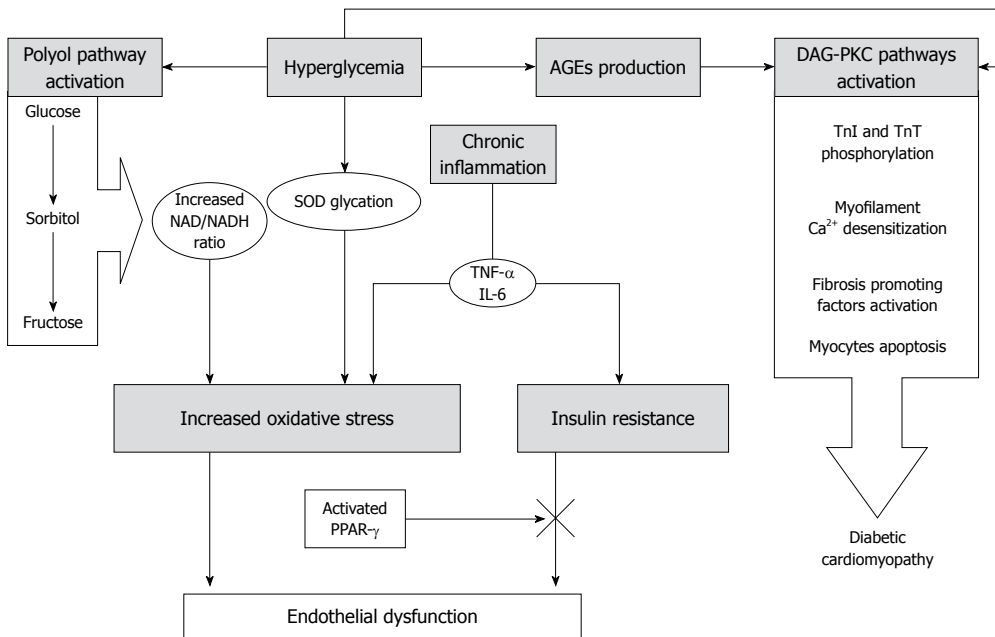 Polyol pathway
activation
Hyperglycemia
AGEs production
DAG-PKC pathways
activation
Glucose
Sorbitol
Fructose
Increased
NAD/NADH
ratio
SOD glycation
Chronic
inflammation
TNF-α
IL-6
TnI and TnT
phosphorylation
Myofilament
Ca²⁺ desensitization
Fibrosis promoting
factors activation
Myocytes apoptosis
Increased oxidative stress
Insulin resistance
Activated
PPAR-γ
Diabetic
cardiomyopathy
Endothelial dysfunction